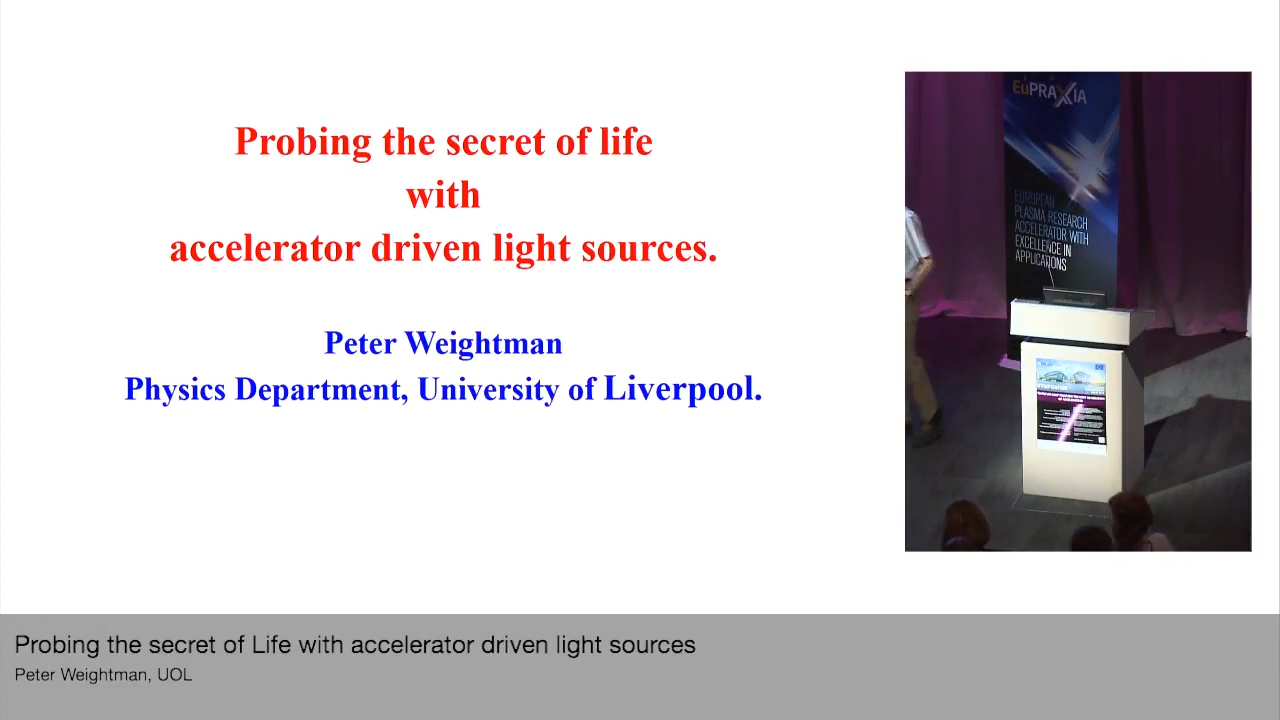 Probing the secret of life
with
accelerator driven light sources.
Peter Weightman
Physics Department, University of Liverpool.
EuPRAXIA
EUROPEAN
PLASMA RESEARCH
ACCELERATOR WITH
EXCELLENCE IN
APPLICATIONS
SYMPOSIUM
Probing the secret of Life with accelerator driven light sources
Peter Weightman, UOL